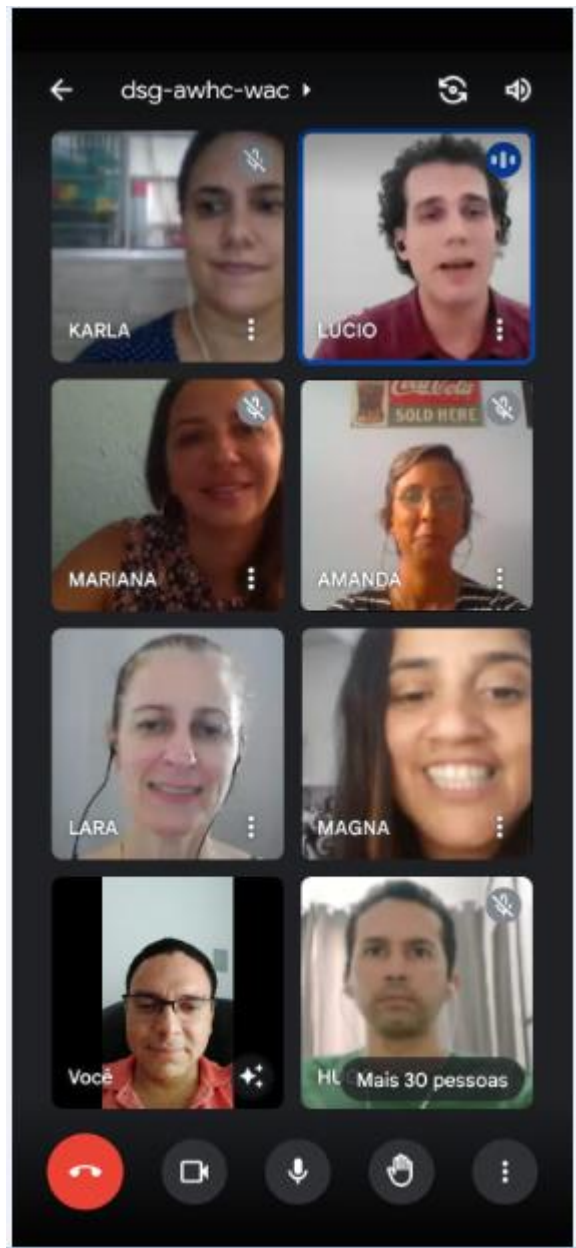 dsg-awhc-wac
KARLA
LUCIO
Coca-Cola
SOLD HERE
MARIANA
AMANDA
LARA
MAGNA
Você
Mais 30 pessoas